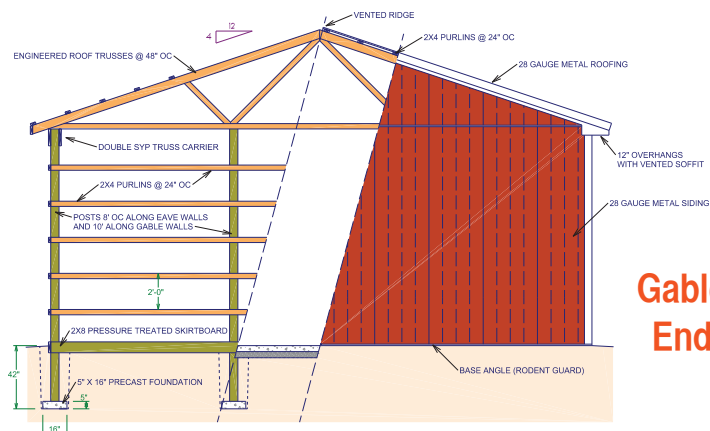 VENTED RIDGE
12
4
2X4 PURLINS @ 24" OC
ENGINEERED ROOF TRUSSES @ 48" OC
28 GAUGE METAL ROOFING
DOUBLE SYP TRUSS CARRIER
12" OVERHANGS
WITH VENTED SOFFIT
2X4 PURLINS @ 24" OC
28 GAUGE METAL SIDING
POSTS 8' OC ALONG EAVE WALLS
AND 10' ALONG GABLE WALLS
2'-0"
Gable
End
2X8 PRESSURE TREATED SKIRTBOARD
BASE ANGLE (RODENT GUARD)
42"
5" X 16" PRECAST FOUNDATION
5"
16"